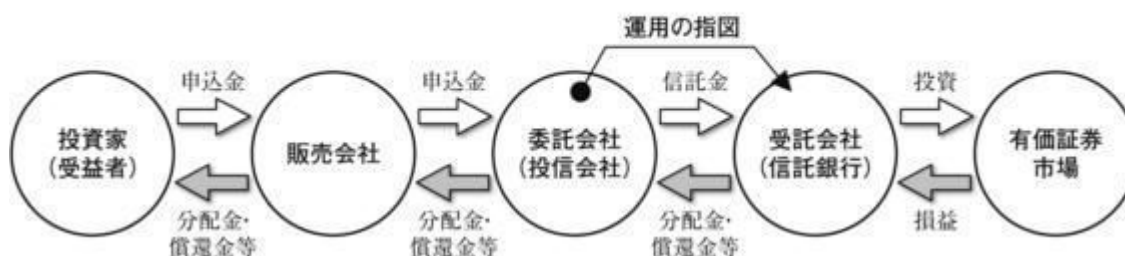 運用の指図
申込金
申込金
信託金
投資
投資家
(受益者)
販売会社
委託会社
(投信会社)
受託会社
(信託銀行)
有価証券
市場
分配金・
償還金等
分配金・
償還金等
分配金・
償還金等
損益